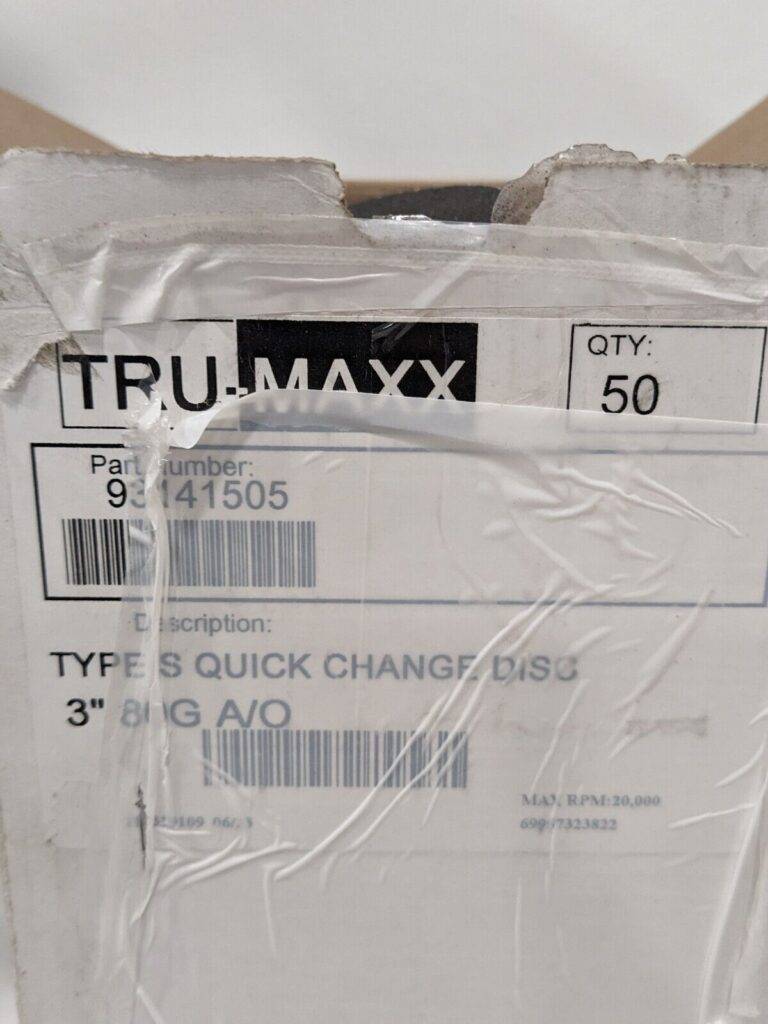 TRU-MAXX
QTY:
50
Part Number:
93141505
Description:
TYPE S QUICK CHANGE DISC
3" 80G A/O
MAX. RPM:20,000